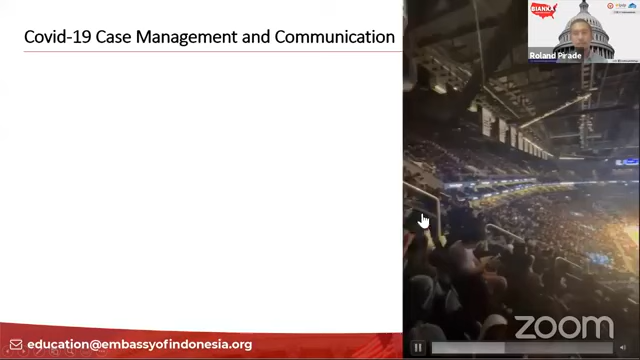 Covid-19 Case Management and Communication
BIANKA
Roland Pirade
zoom
education@embassyofindonesia.org